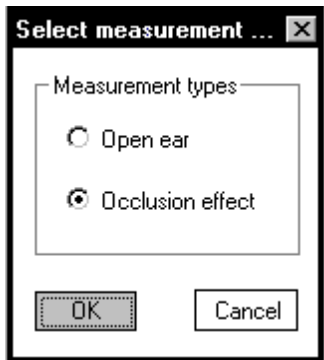 Select measurement ...
Measurement types
Open ear
Occlusion effect
OK Cancel